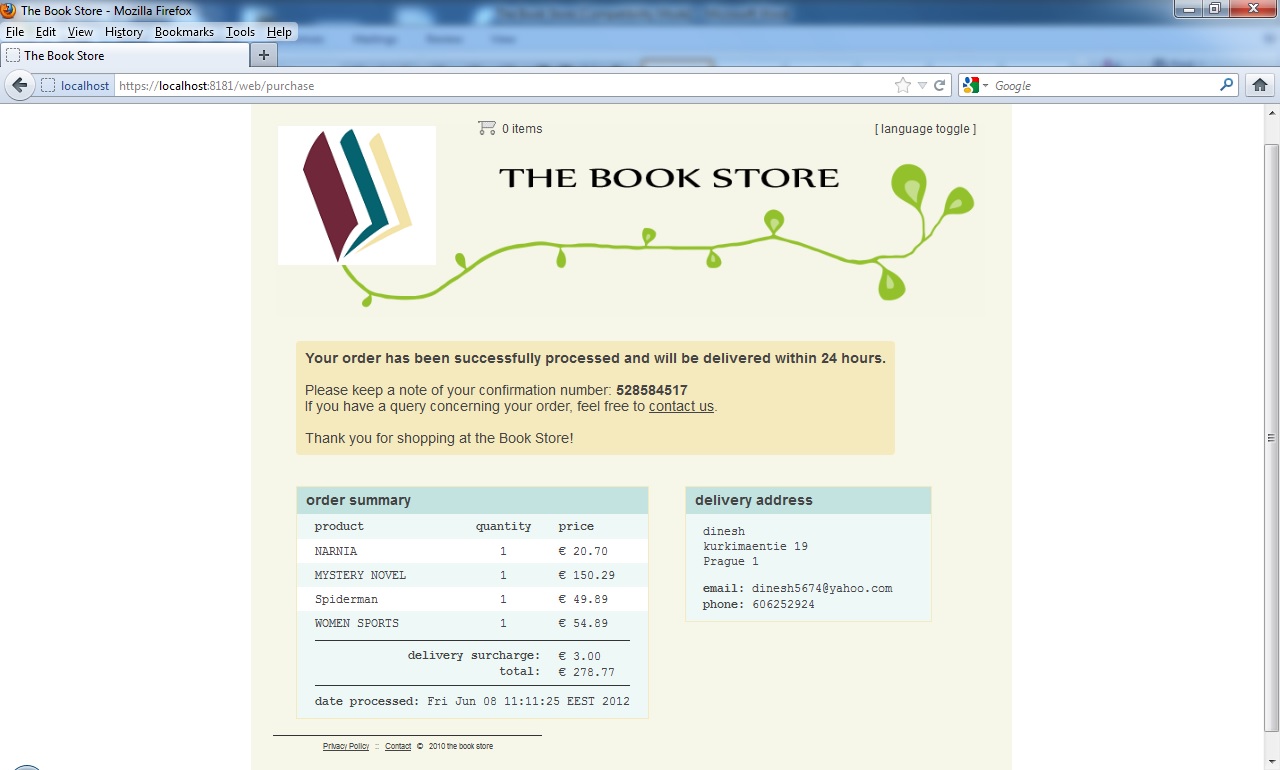 The Book Store - Mozilla Firefox
File Edit View History Bookmarks Tools Help
The Book Store
localhost https://localhost:8181/web/purchase Google
0 items [ language toggle ]
THE BOOK STORE
Your order has been successfully processed and will be delivered within 24 hours.
Please keep a note of your confirmation number: 528584517
If you have a query concerning your order, feel free to contact us.
Thank you for shopping at the Book Store!
order summary
product quantity price
NARNIA 1 € 20.70
MYSTERY NOVEL 1 € 150.29
Spiderman 1 € 49.89
WOMEN SPORTS 1 € 54.89
delivery surcharge: € 3.00
total: € 278.77
date processed: Fri Jun 08 11:11:25 EEST 2012
delivery address
dinesh
kurkimaentie 19
Prague 1
email: dinesh5674@yahoo.com
phone: 606252924
Privacy Policy :: Contact © 2010 the book store